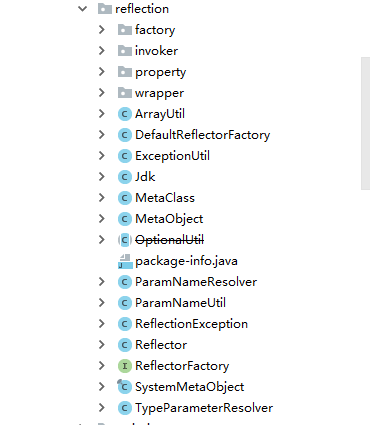 reflection
factory
invoker
property
wrapper
ArrayUtil
DefaultReflectorFactory
ExceptionUtil
Jdk
MetaClass
MetaObject
OptionalUtil
package-info.java
ParamNameResolver
ParamNameUtil
ReflectionException
Reflector
ReflectorFactory
SystemMetaObject
TypeParameterResolver